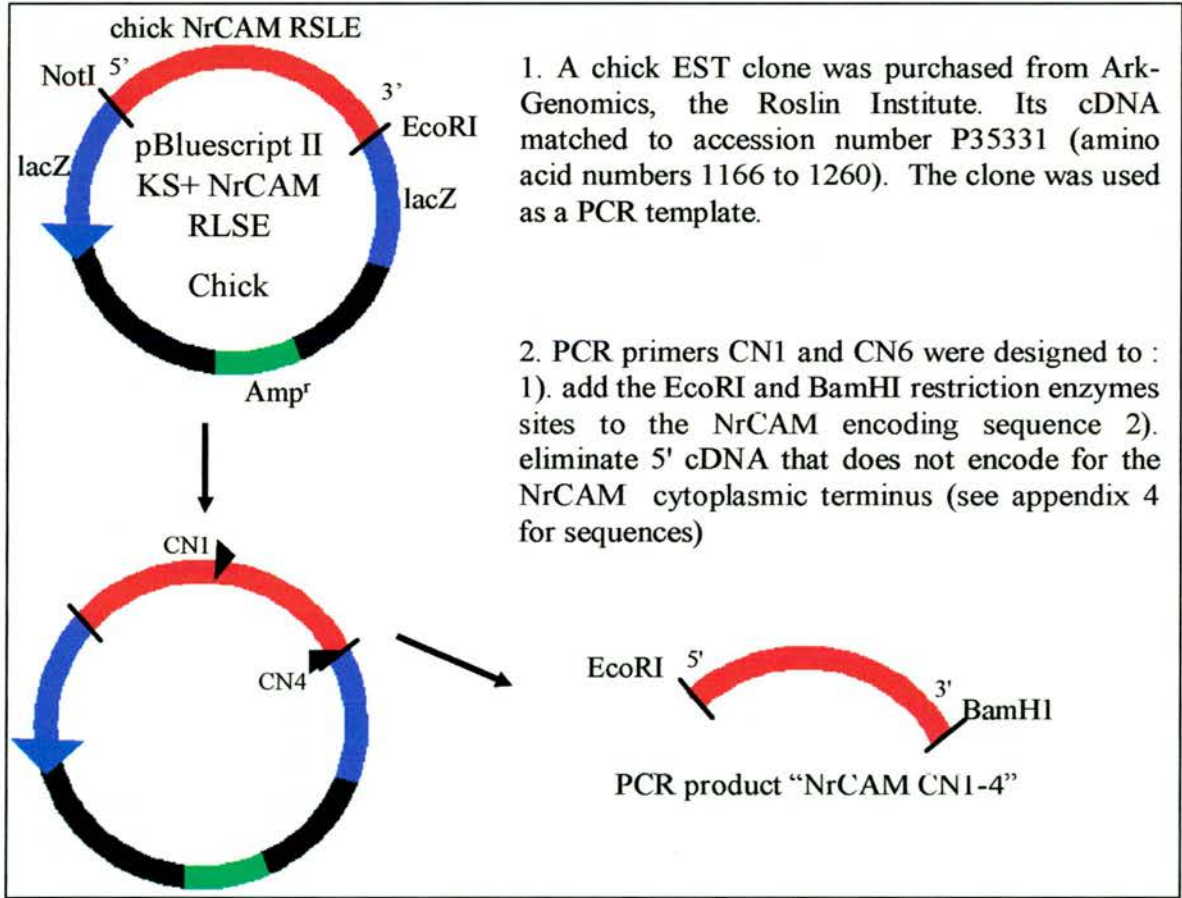 chick NrCAM RSLE
NotI
5’
3’
EcoRI
lacZ
pBluescript II
KS+ NrCAM
RLSE
Chick
lacZ
Ampʳ
1. A chick EST clone was purchased from Ark-
Genomics, the Roslin Institute. Its cDNA
matched to accession number P35331 (amino
acid numbers 1166 to 1260). The clone was used
as a PCR template.
2. PCR primers CN1 and CN6 were designed to :
1). add the EcoRI and BamHI restriction enzymes
sites to the NrCAM encoding sequence 2).
eliminate 5' cDNA that does not encode for the
NrCAM cytoplasmic terminus (see appendix 4
for sequences)
CN1
CN4
EcoRI
5'
3'
BamH1
PCR product “NrCAM CN1-4”